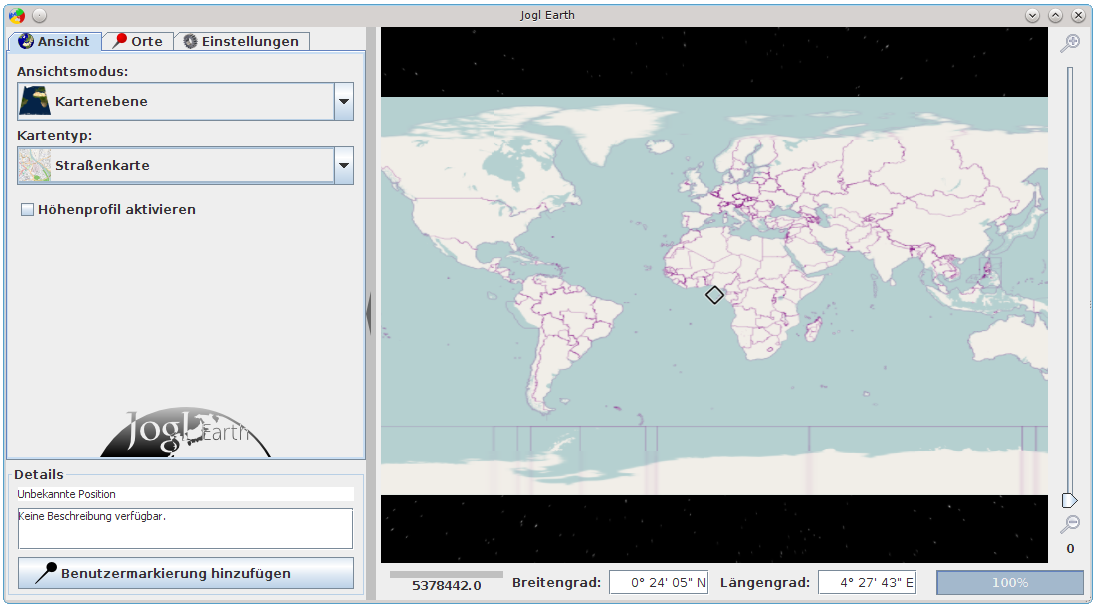 Jogl Earth
Ansicht
Orte
Einstellungen
Ansichtsmodus:
Kartenebene
Kartentyp:
Straßenkarte
Höhenprofil aktivieren
Jogl Earth
Details
Unbekannte Position
Keine Beschreibung verfügbar.
Benutzermarkierung hinzufügen
0
5378442.0
Breitengrad:
0° 24' 05" N
Längengrad:
4° 27' 43" E
100%